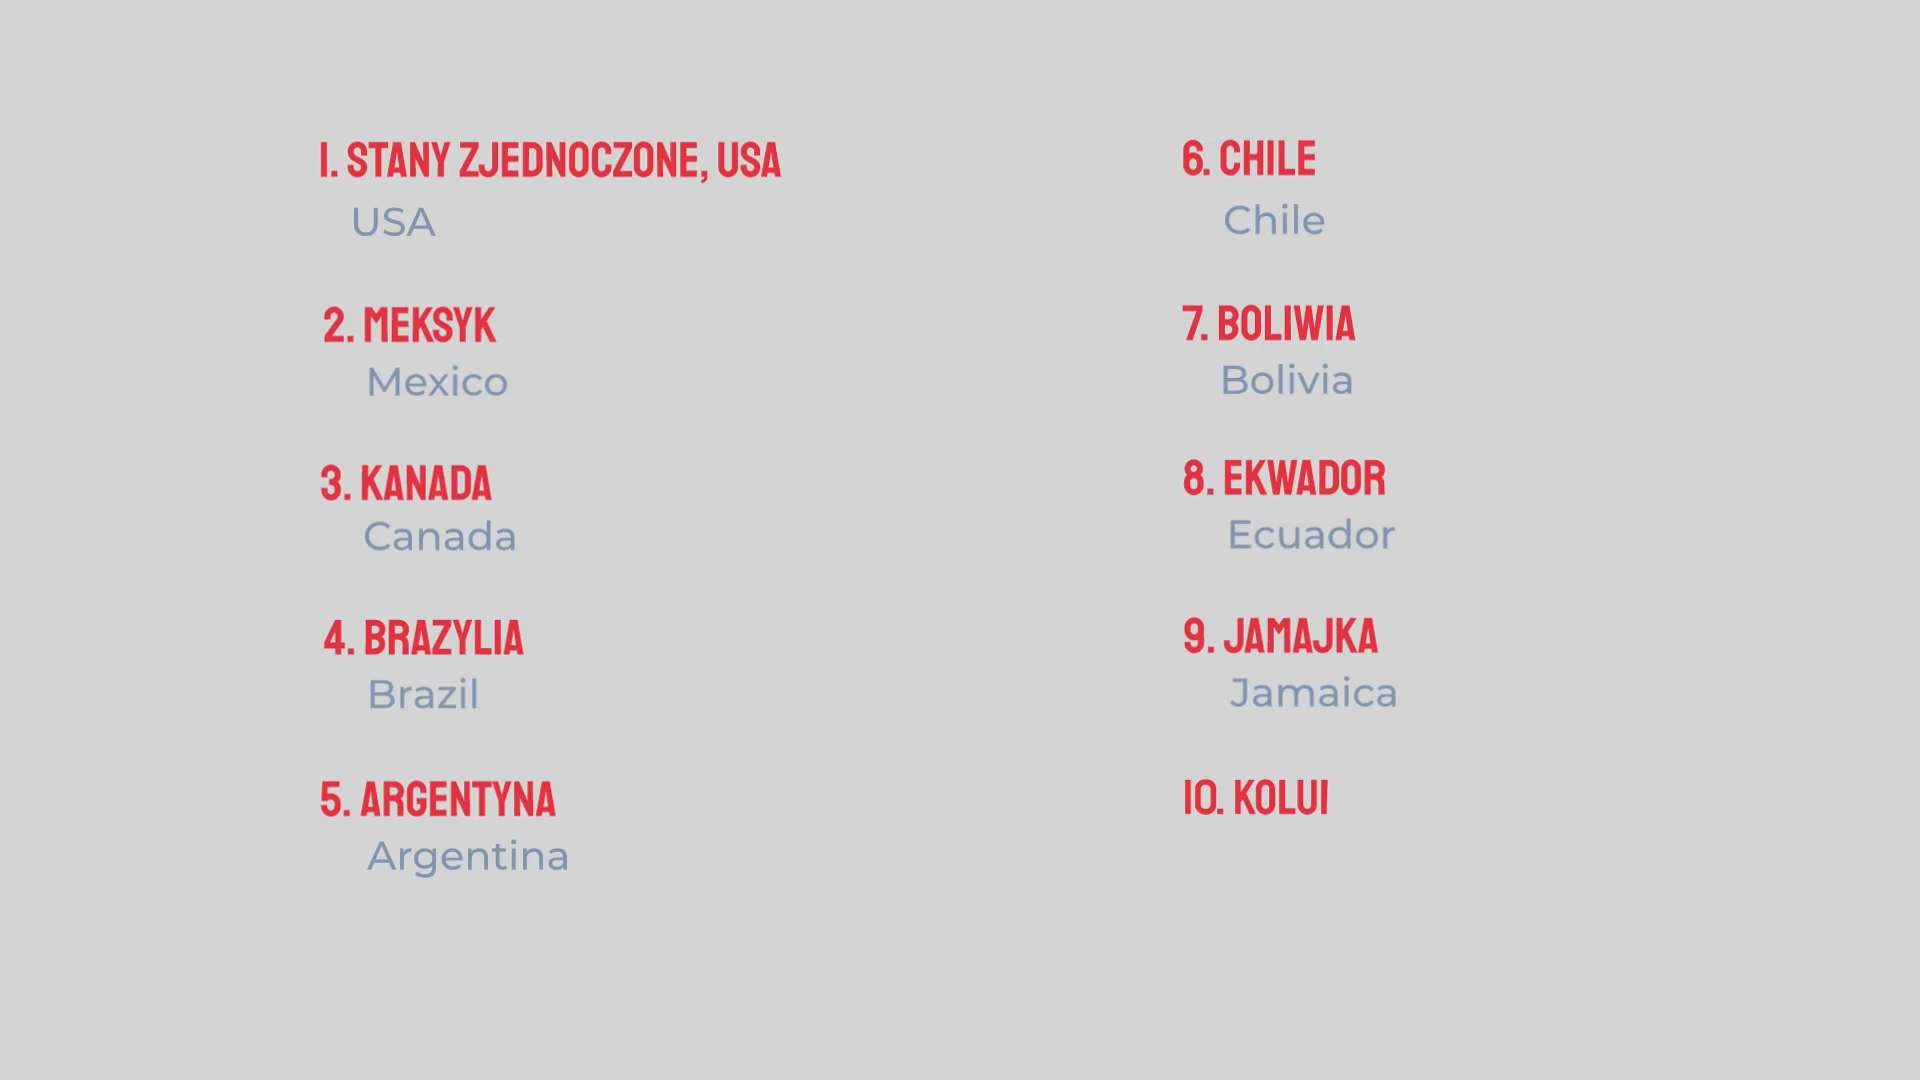 1. STANY ZJEDNOCZONE, USA
USA
2. MEKSYK
Mexico
3. KANADA
Canada
4. BRAZYLIA
Brazil
5. ARGENTYNA
Argentina
6. CHILE
Chile
7. BOLIWIA
Bolivia
8. EKWADOR
Ecuador
9. JAMAJKA
Jamaica
10. KOLUI